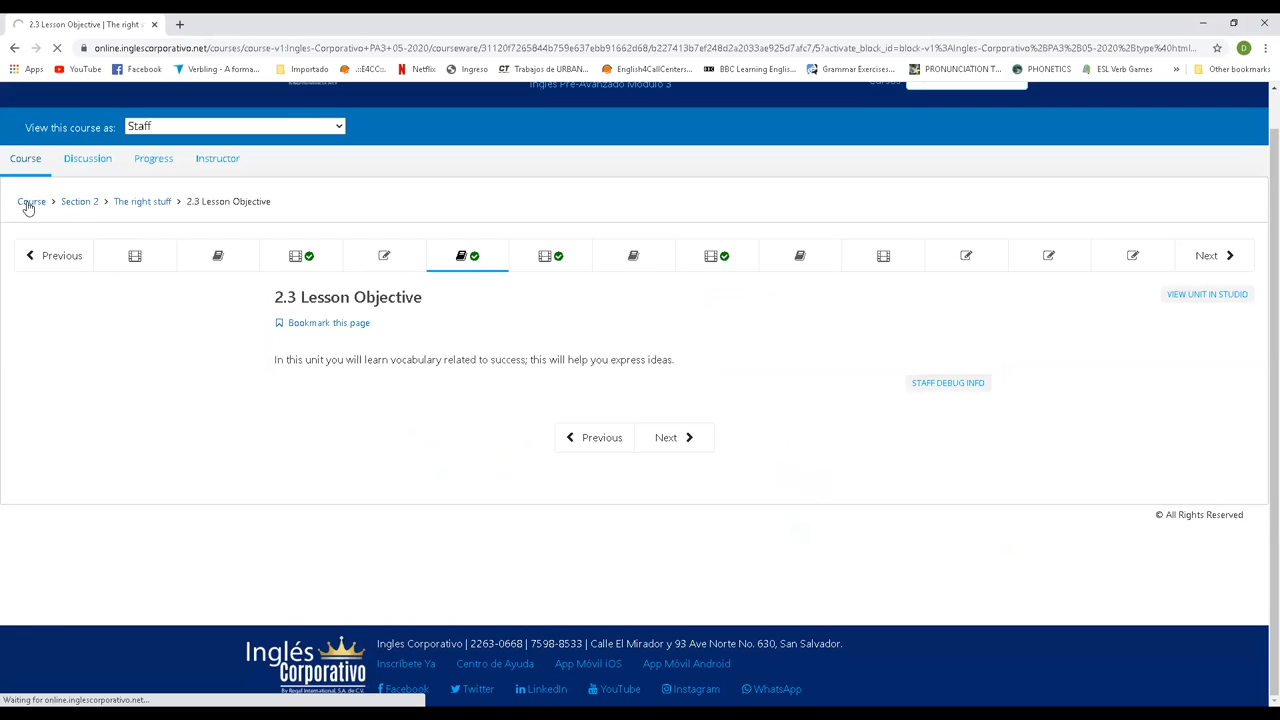 2.3 Lesson Objective | The right s
online.inglescorporativo.net/courses/course-v1:Ingles-Corporativo+PA3+05-2020/courseware/31120f7265844b759e637ebb91662d68/b227413b7ef248d2a2033ae925d7afc7/5?activate_block_id=block-v1%3AIngles-Corporativo%2BPA3%2B05-2020%2Btype%40html...
D
Apps YouTube Facebook Verbling - A forma... Importado .::E4CC::. Netflix Ingreso Trabajos de URBAN... English4CallCenters... BBC Learning Englis... Grammar Exercises... PRONUNCIATION T... PHONETICS ESL Verb Games » Other bookmarks
Inglés Pre-Avanzado Módulo 3
View this course as: Staff
Course Discussion Progress Instructor
Course > Section 2 > The right stuff > 2.3 Lesson Objective
Previous Next
2.3 Lesson Objective
VIEW UNIT IN STUDIO
Bookmark this page
In this unit you will learn vocabulary related to success; this will help you express ideas.
STAFF DEBUG INFO
Previous Next
© All Rights Reserved
Inglés Corporativo
By Regal International, S.A. de C.V.
Ingles Corporativo | 2263-0668 | 7598-8533 | Calle El Mirador y 93 Ave Norte No. 630, San Salvador.
Inscríbete Ya Centro de Ayuda App Móvil iOS App Móvil Android
Facebook Twitter LinkedIn YouTube Instagram WhatsApp
Waiting for online.inglescorporativo.net...